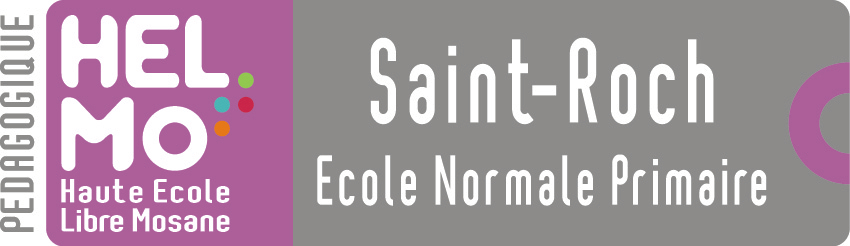 PEDAGOGIQUE
HEL
MO
Haute Ecole
Libre Mosane
Saint-Roch
Ecole Normale Primaire